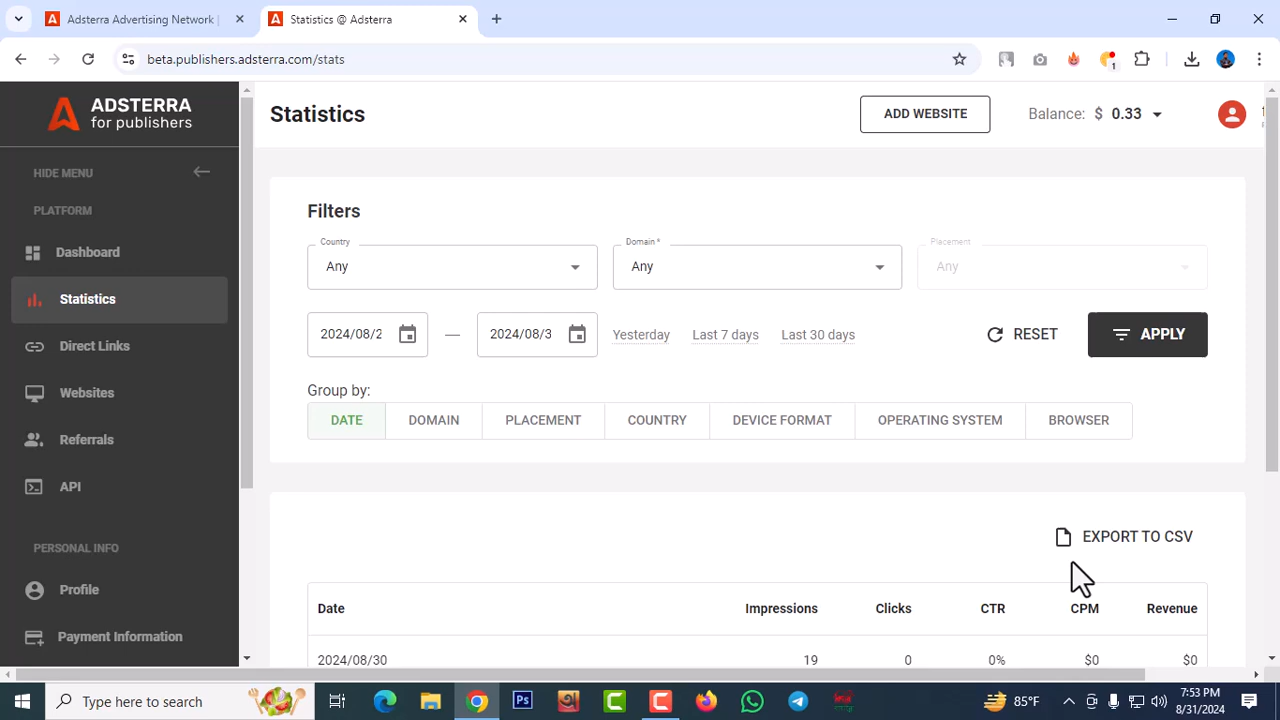 Adsterra Advertising Network |
Statistics @ Adsterra
beta.publishers.adsterra.com/stats
1
ADSTERRA
for publishers
Statistics
ADD WEBSITE
Balance: $ 0.33
HIDE MENU
PLATFORM
Dashboard
Statistics
Direct Links
Websites
Referrals
API
PERSONAL INFO
Profile
Payment Information
Filters
Country
Any
Domain *
Any
Placement
Any
2024/08/2
—
2024/08/3
Yesterday
Last 7 days
Last 30 days
RESET
APPLY
Group by:
DATE
DOMAIN
PLACEMENT
COUNTRY
DEVICE FORMAT
OPERATING SYSTEM
BROWSER
EXPORT TO CSV
Date Impressions Clicks CTR CPM Revenue
2024/08/30 19 0 0% $0 $0
Type here to search
Ps
85°F
7:53 PM
8/31/2024